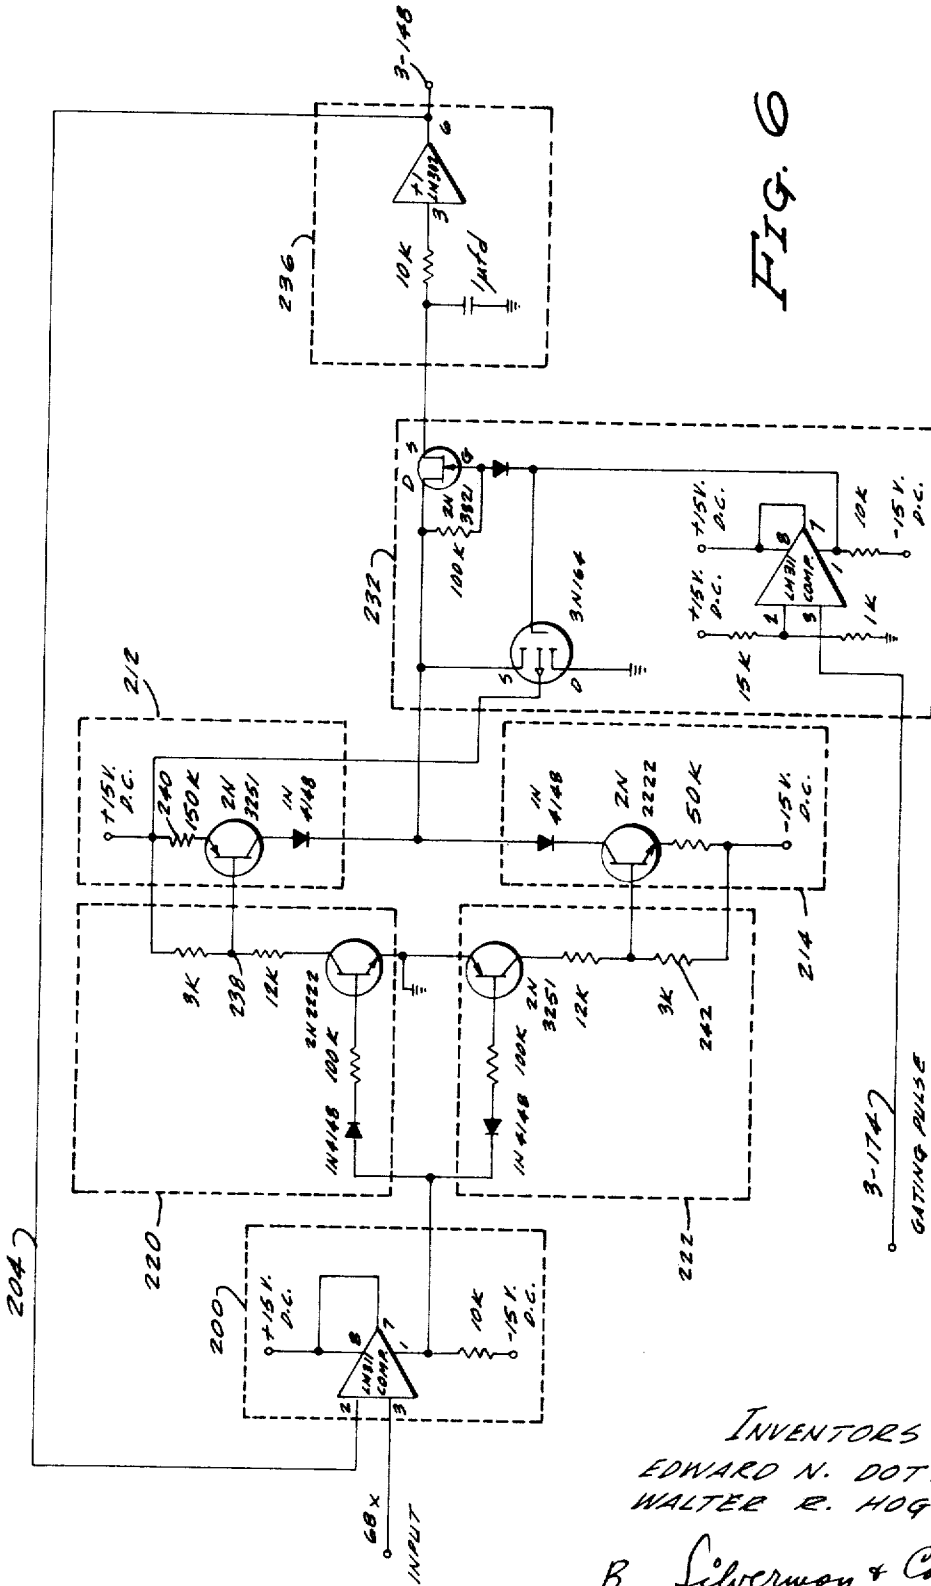 204
220
200
+15 V.
D.C.
2
3
LM311
COMP.
8
7
1
10K
-15 V.
D.C.
68x
INPUT
3K
238
12K
2N2222
100K
1N4148
1N4148
100K
2N
3251
12K
3K
242
222
212
+15V.
D.C.
240
150K
2N
3251
1N
4148
1N
4148
2N
2222
50K
-15 V.
D.C.
214
232
D
S
G
2N
3821
100K
3N164
S
D
+15V.
D.C.
+15V.
D.C.
15K
2
3
LM311
COMP.
8
7
1
10K
-15V.
D.C.
1K
3-174
GATING PULSE
236
10K
1µfd
3
+1
LM302
6
3-148
FIG. 6
INVENTORS
EDWARD N. DOT
WALTER R. HOG
Silverman &